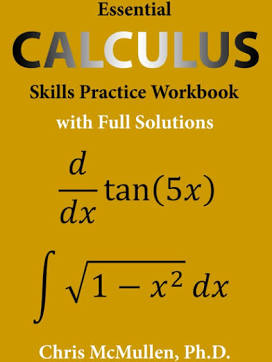 Essential
CALCULUS
Skills Practice Workbook
with Full Solutions
d/dx tan(5x)
∫ √(1 − x²) dx
Chris McMullen, Ph.D.